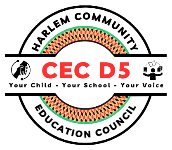 HARLEM COMMUNITY
CEC D5
Your Child - Your School - Your Voice
EDUCATION COUNCIL